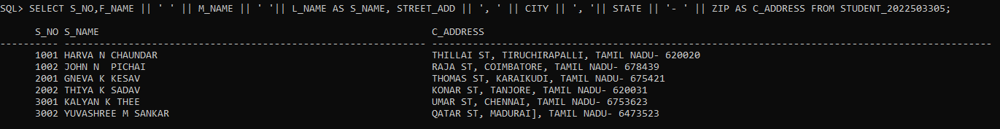 SQL> SELECT S_NO,F_NAME || ' ' || M_NAME || ' '|| L_NAME AS S_NAME, STREET_ADD || ', ' || CITY || ', '|| STATE || '- ' || ZIP AS C_ADDRESS FROM STUDENT_2022503305;
S_NO S_NAME C_ADDRESS
---------- -------------------------------------------------------------- ------------------------------------------------------------------------------------------------
1001 HARVA N CHAUNDAR THILLAI ST, TIRUCHIRAPALLI, TAMIL NADU- 620020
1002 JOHN N  PICHAI RAJA ST, COIMBATORE, TAMIL NADU- 678439
2001 GNEVA K KESAV THOMAS ST, KARAIKUDI, TAMIL NADU- 675421
2002 THIYA K SADAV KONAR ST, TANJORE, TAMIL NADU- 620031
3001 KALYAN K THEE UMAR ST, CHENNAI, TAMIL NADU- 6753623
3002 YUVASHREE M SANKAR QATAR ST, MADURAI], TAMIL NADU- 6473523